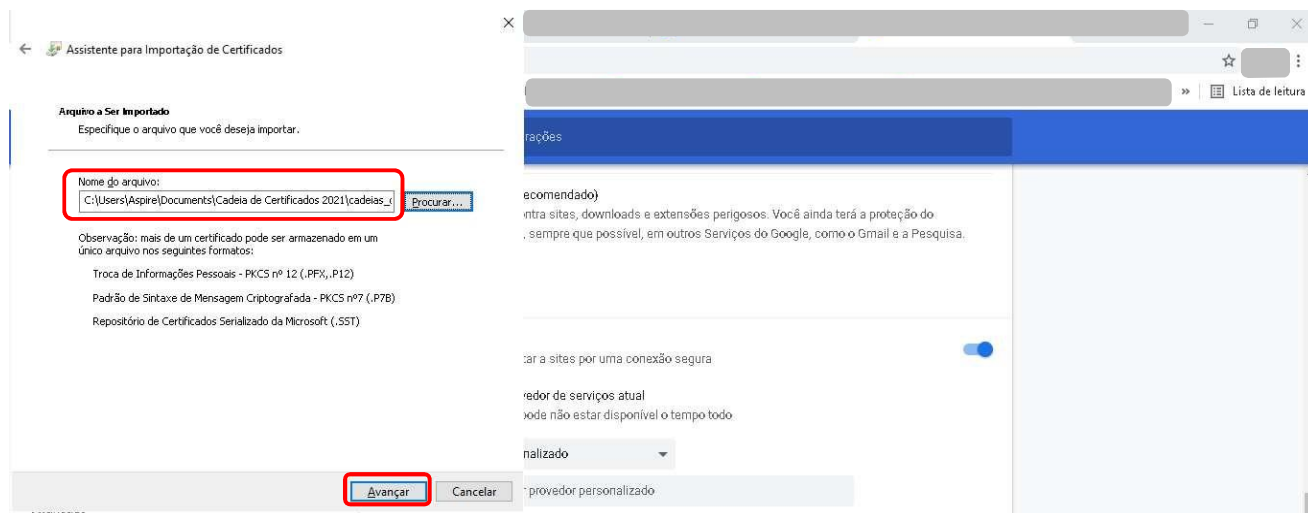 Assistente para Importação de Certificados
Arquivo a Ser Importado
Especifique o arquivo que você deseja importar.
Nome do arquivo:
C:\Users\Aspire\Documents\Cadeia de Certificados 2021\cadeias_
Procurar...
Observação: mais de um certificado pode ser armazenado em um
único arquivo nos seguintes formatos:
Troca de Informações Pessoais - PKCS nº 12 (.PFX,.P12)
Padrão de Sintaxe de Mensagem Criptografada - PKCS nº7 (.P7B)
Repositório de Certificados Serializado da Microsoft (.SST)
Avançar
Cancelar
»
Lista de leitura
rações
ecomendado)
ntra sites, downloads e extensões perigosos. Você ainda terá a proteção do
, sempre que possível, em outros Serviços do Google, como o Gmail e a Pesquisa.
tar a sites por uma conexão segura
vedor de serviços atual
pode não estar disponível o tempo todo
nalizado
provedor personalizado